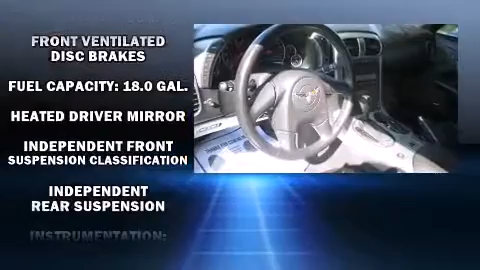 FRONT VENTILATED
DISC BRAKES
FUEL CAPACITY: 18.0 GAL.
HEATED DRIVER MIRROR
INDEPENDENT FRONT
SUSPENSION CLASSIFICATION
INDEPENDENT
REAR SUSPENSION
INSTRUMENTATION: